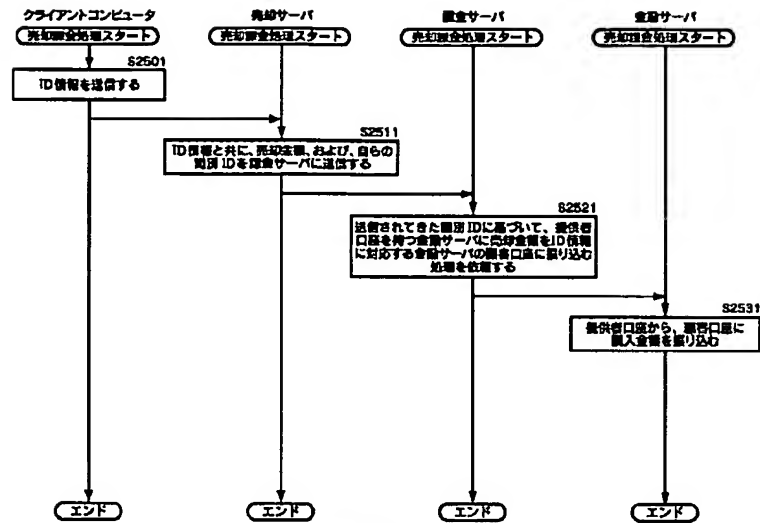 クライアントコンピュータ
売却サーバ
課金サーバ
金融サーバ
売却課金処理スタート
売却課金処理スタート
売却課金処理スタート
売却課金処理スタート
S2501
ID情報を送信する
S2511
ID情報と共に、売却金額、および、自らの
識別IDを課金サーバに送信する
S2521
送信されてきた識別IDに基づいて、提供者
口座を持つ金融サーバに売却金額をID情報
に対応する金融サーバの顧客口座に振り込む
処理を依頼する
S2531
提供者口座から、顧客口座に
購入金額を振り込む
エンド
エンド
エンド
エンド